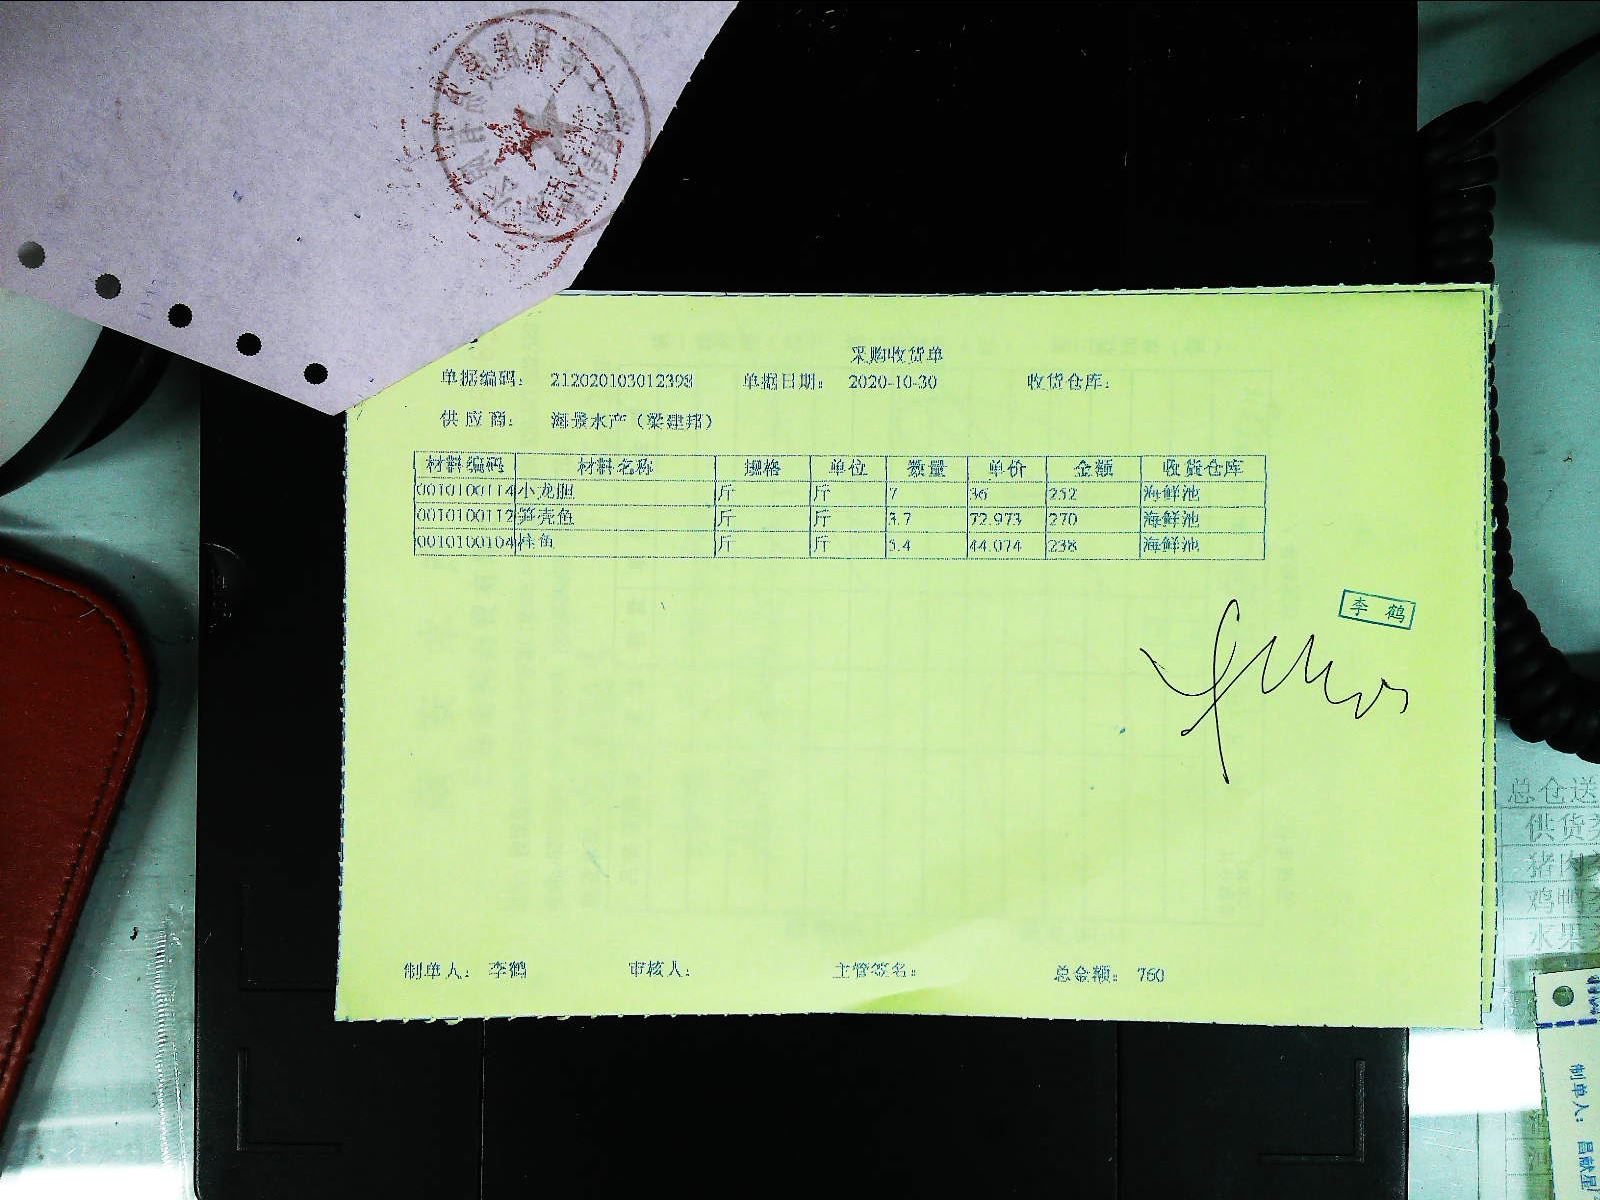 采购收货单
单据编码： 212020103012398 单据日期： 2020-10-30 收货仓库：
供应商： 海景水产（梁建邦）
材料编码 材料名称 规格 单位 数量 单价 金额 收货仓库
0010100114 小龙胆 斤 斤 7 36 252 海鲜池
0010100112 笋壳鱼 斤 斤 3.7 72.973 270 海鲜池
0010100104 桂鱼 斤 斤 5.4 44.074 238 海鲜池
李鹤
制单人： 李鹤 审核人： 主管签名： 总金额： 760
总仓送
供货
猪肉
鸡鸭
水果
制单人：